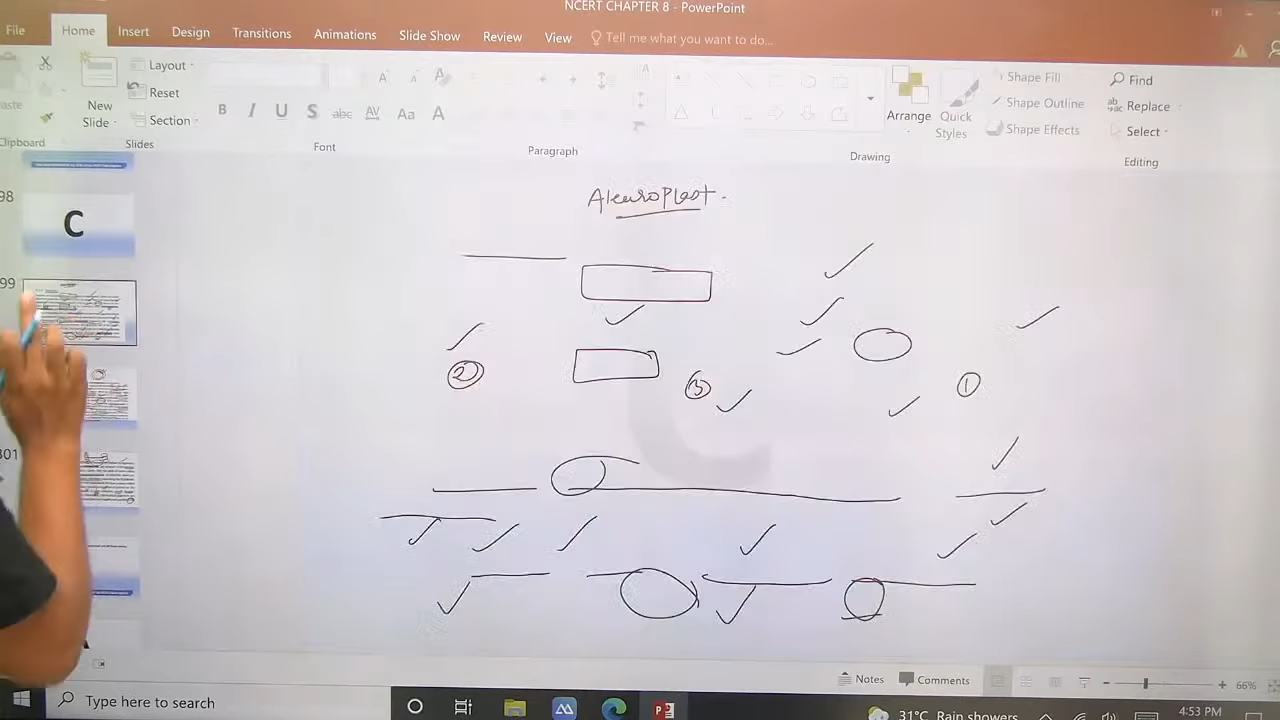 NCERT CHAPTER 8 - PowerPoint
File Home Insert Design Transitions Animations Slide Show Review View Tell me what you want to do...
Layout
Reset
Section
New
Slide
Slides
Clipboard
B I U S abc AV Aa A
Font
Paragraph
Arrange
Quick
Styles
Shape Fill
Shape Outline
Shape Effects
Drawing
Find
Replace
Select
Editing
98
C
99
301
Aleuroplast.
C
2 3 1
Notes Comments 66%
Type here to search
31°C Rain showers
4:53 PM